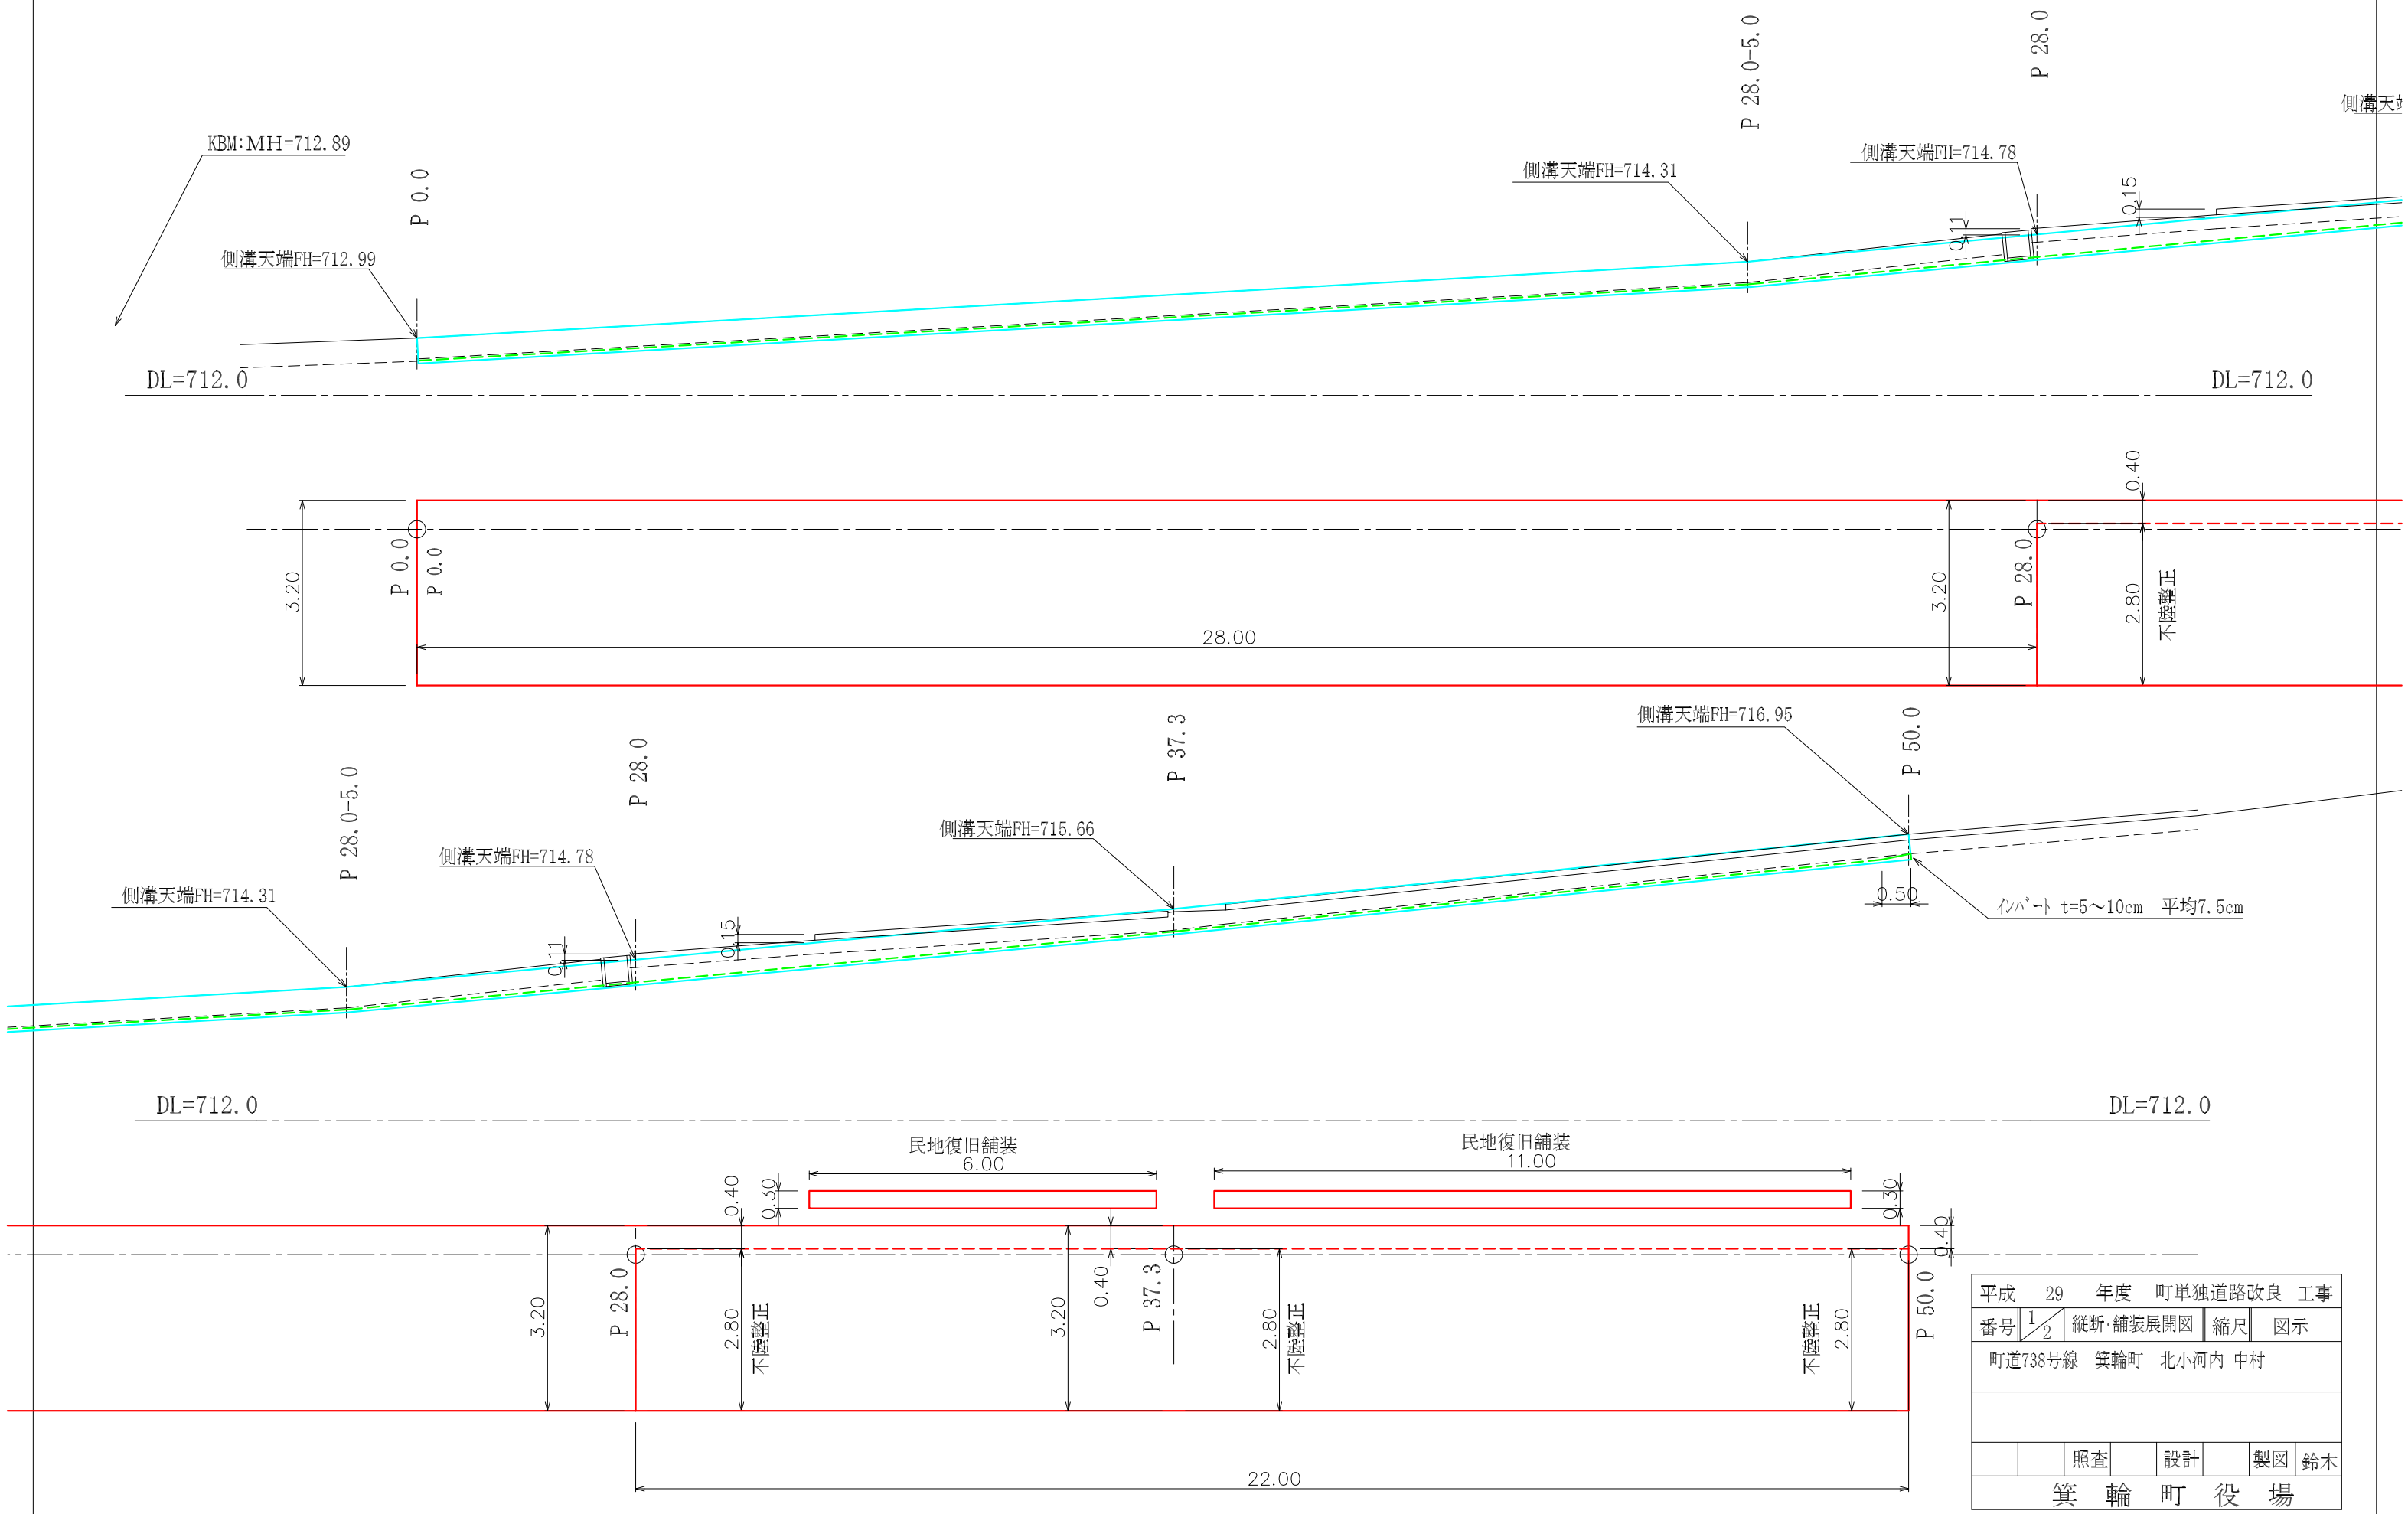 P 28.0-5.0
P 28.0
側溝天端
KBM:MH=712.89
側溝天端FH=714.31
側溝天端FH=714.78
P 0.0
0.15
0.11
側溝天端FH=712.99
DL=712.0
DL=712.0
0.40
3.20
P 0.0
P 0.0
3.20
P 28.0
2.80
不陸整正
28.00
P 28.0-5.0
P 28.0
P 37.3
側溝天端FH=716.95
P 50.0
側溝天端FH=714.31
側溝天端FH=714.78
側溝天端FH=715.66
0.11
0.15
0.50
インバート t=5～10cm 平均7.5cm
DL=712.0
DL=712.0
民地復旧舗装
6.00
民地復旧舗装
11.00
0.40
0.30
0.30
0.40
3.20
P 28.0
2.80
不陸整正
3.20
0.40
P 37.3
2.80
不陸整正
不陸整正
2.80
P 50.0
22.00
平成 29 年度 町単独道路改良 工事
番号 1/2 縦断・舗装展開図 縮尺 図示
町道738号線 箕輪町 北小河内 中村
照査 設計 製図 鈴木
箕輪町役場